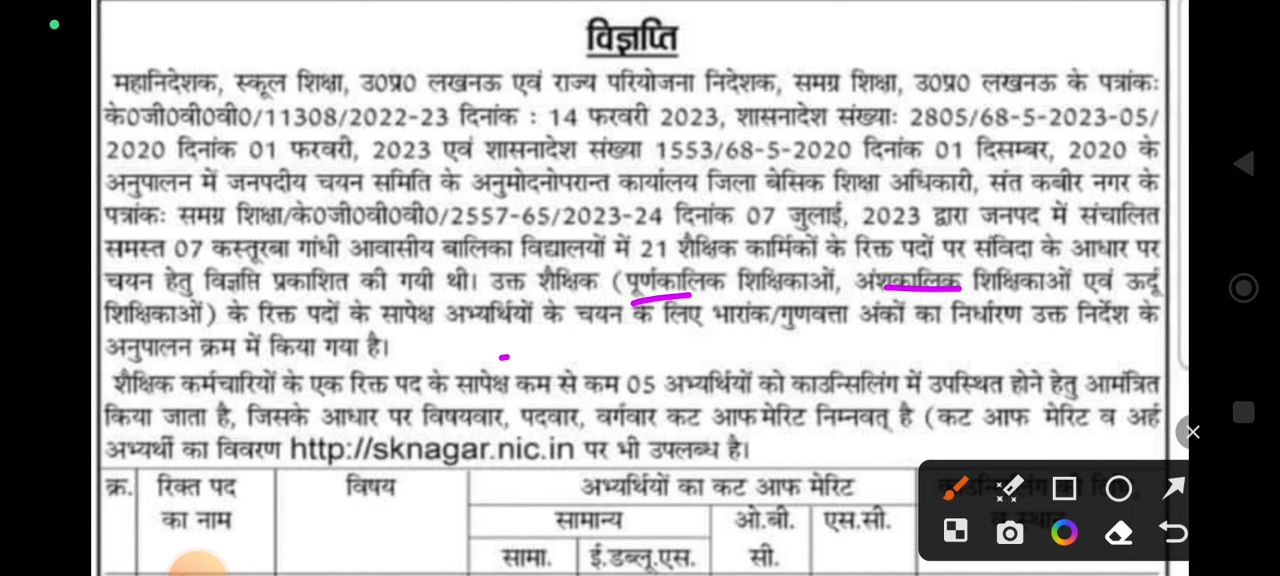 विज्ञप्ति
महानिदेशक, स्कूल शिक्षा, उ0प्र0 लखनऊ एवं राज्य परियोजना निदेशक, समग्र शिक्षा, उ0प्र0 लखनऊ के पत्रांकः
के0जी0वी0वी0/11308/2022-23 दिनांक : 14 फरवरी 2023, शासनादेश संख्याः 2805/68-5-2023-05/
2020 दिनांक 01 फरवरी, 2023 एवं शासनादेश संख्या 1553/68-5-2020 दिनांक 01 दिसम्बर, 2020 के
अनुपालन में जनपदीय चयन समिति के अनुमोदनोपरान्त कार्यालय जिला बेसिक शिक्षा अधिकारी, संत कबीर नगर के
पत्रांकः समग्र शिक्षा/के0जी0वी0वी0/2557-65/2023-24 दिनांक 07 जुलाई, 2023 द्वारा जनपद में संचालित
समस्त 07 कस्तूरबा गांधी आवासीय बालिका विद्यालयों में 21 शैक्षिक कार्मिकों के रिक्त पदों पर संविदा के आधार पर
चयन हेतु विज्ञप्ति प्रकाशित की गयी थी। उक्त शैक्षिक (पूर्णकालिक शिक्षिकाओं, अंशकालिक शिक्षिकाओं एवं ऊर्दू
शिक्षिकाओं) के रिक्त पदों के सापेक्ष अभ्यर्थियों के चयन के लिए भारांक/गुणवत्ता अंकों का निर्धारण उक्त निर्देश के
अनुपालन क्रम में किया गया है।
शैक्षिक कर्मचारियों के एक रिक्त पद के सापेक्ष कम से कम 05 अभ्यर्थियों को काउन्सिलिंग में उपस्थित होने हेतु आमंत्रित
किया जाता है, जिसके आधार पर विषयवार, पदवार, वर्गवार कट आफ मेरिट निम्नवत् है (कट आफ मेरिट व अर्ह
अभ्यर्थी का विवरण http://sknagar.nic.in पर भी उपलब्ध है।
क्र. रिक्त पद विषय अभ्यर्थियों का कट आफ मेरिट
का नाम सामान्य ओ.बी. एस.सी.
सामा. ई.डब्लू.एस. सी.